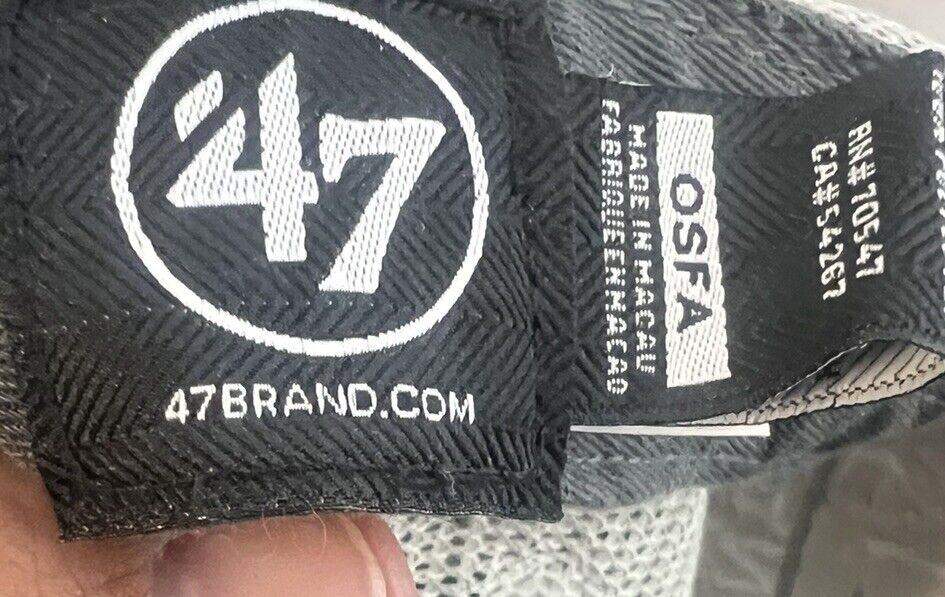 47
47BRAND.COM
OSFA
MADE IN MACAU
FABRIQUE EN MACAO
RN#70547
CA#54267